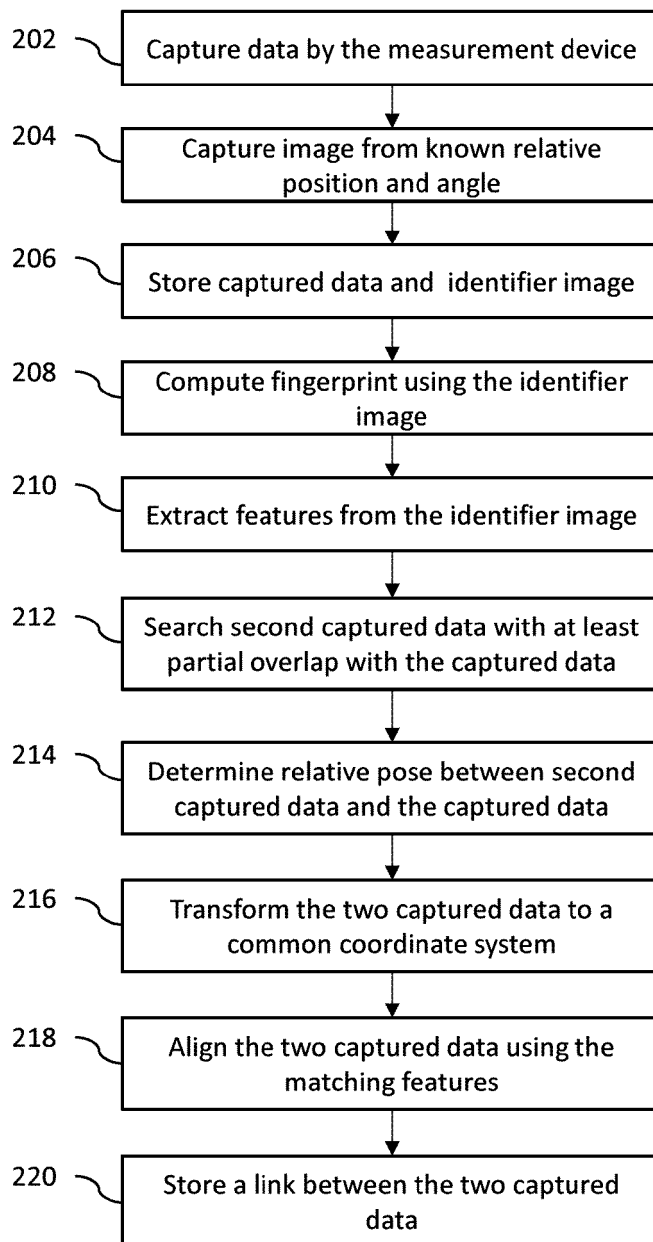 202
Capture data by the measurement device
204
Capture image from known relative
position and angle
206
Store captured data and identifier image
208
Compute fingerprint using the identifier
image
210
Extract features from the identifier image
212
Search second captured data with at least
partial overlap with the captured data
214
Determine relative pose between second
captured data and the captured data
216
Transform the two captured data to a
common coordinate system
218
Align the two captured data using the
matching features
220
Store a link between the two captured
data